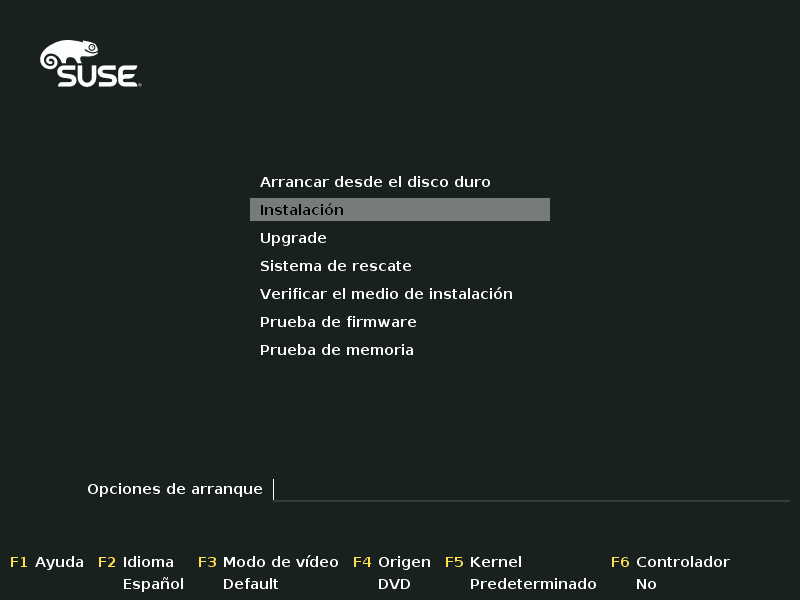 SUSE
Arrancar desde el disco duro
Instalación
Upgrade
Sistema de rescate
Verificar el medio de instalación
Prueba de firmware
Prueba de memoria
Opciones de arranque
F1 Ayuda F2 Idioma F3 Modo de vídeo F4 Origen F5 Kernel F6 Controlador
Español Default DVD Predeterminado No